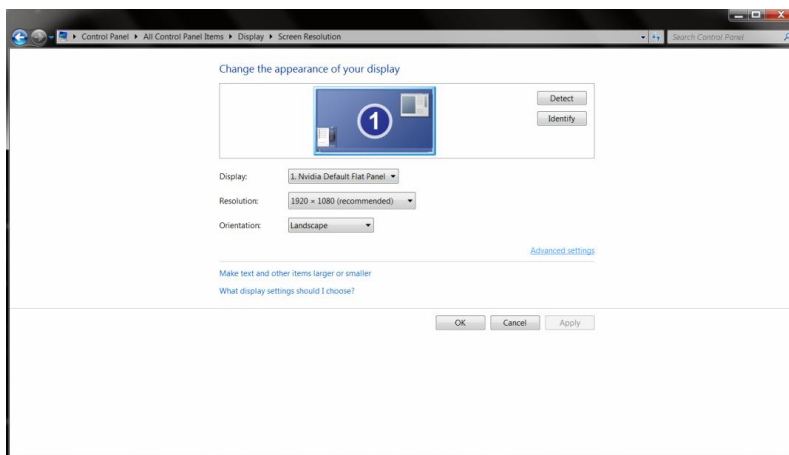 Control Panel ▸ All Control Panel Items ▸ Display ▸ Screen Resolution
Search Control Panel
Change the appearance of your display
1
Detect
Identify
Display: 1. Nvidia Default Flat Panel
Resolution: 1920 × 1080 (recommended)
Orientation: Landscape
Advanced settings
Make text and other items larger or smaller
What display settings should I choose?
OK Cancel Apply